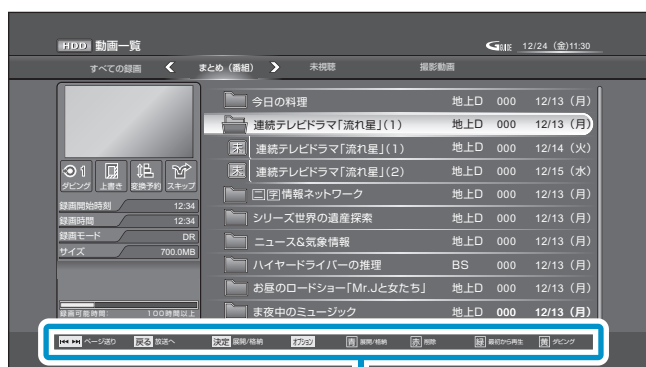 HDD 動画一覧
GGUIDE 12/24 (金)11:30
すべての録画 まとめ(番組) 未視聴 撮影動画
今日の料理 地上D 000 12/13(月)
連続テレビドラマ「流れ星」(1) 地上D 000 12/13(月)
未 連続テレビドラマ「流れ星」(1) 地上D 000 12/14(火)
未 連続テレビドラマ「流れ星」(2) 地上D 000 12/15(水)
二 字 情報ネットワーク 地上D 000 12/13(月)
シリーズ世界の遺産探索 地上D 000 12/13(月)
ニュース&気象情報 地上D 000 12/13(月)
ハイヤードライバーの推理 BS 000 12/13(月)
お昼のロードショー「Mr.Jと女たち」 地上D 000 12/13(月)
真夜中のミュージック 地上D 000 12/13(月)
1
ダビング 上書き 変換予約 スキップ
録画開始時刻 12:34
録画時間 12:34
録画モード DR
サイズ 700.0MB
録画可能時間: 100時間以上
ページ送り 戻る 放送へ 決定 展開/格納 オプション 青 展開/格納 赤 削除 緑 最初から再生 黄 ダビング